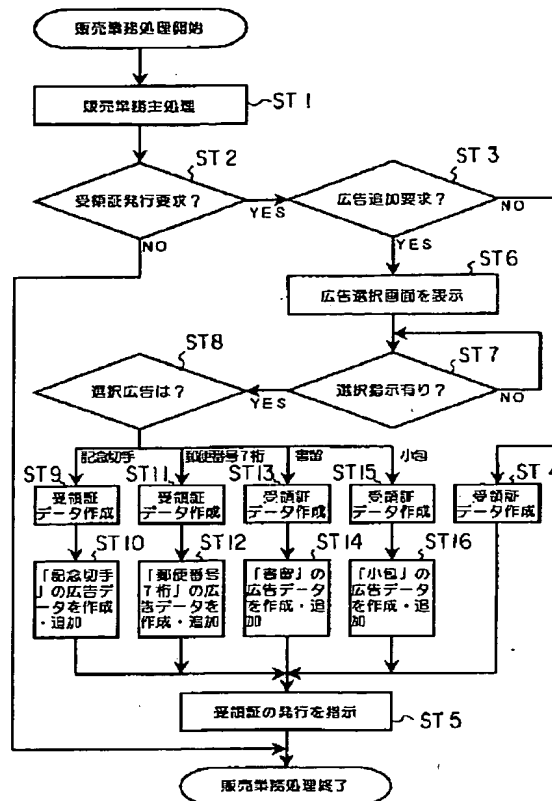 販売業務処理開始
販売業務主処理
ST1
ST2
受領証発行要求?
YES
NO
ST3
広告追加要求?
NO
YES
ST6
広告選択画面を表示
ST7
選択指示有り?
NO
YES
ST8
選択広告は?
記念切手
郵便番号7桁
書留
小包
ST9
受領証
データ作成
ST11
受領証
データ作成
ST13
受領証
データ作成
ST15
受領証
データ作成
ST4
受領証
データ作成
ST10
「記念切手
」の広告デ
ータを作成
・追加
ST12
「郵便番号
7桁」の広
告データを
作成・追加
ST14
「書留」の
広告データ
を作成・追
加
ST16
「小包」の
広告データ
を作成・追
加
受領証の発行を指示
ST5
販売業務処理終了